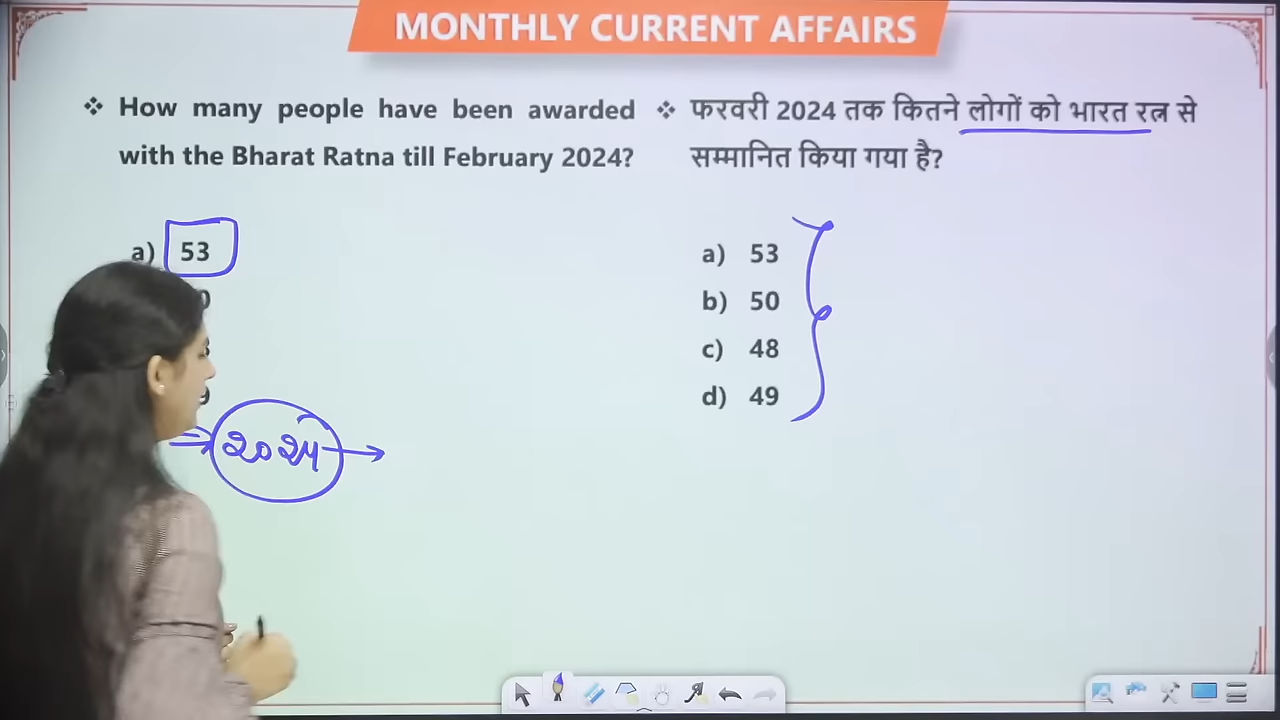 MONTHLY CURRENT AFFAIRS
❖ How many people have been awarded
with the Bharat Ratna till February 2024?
a) 53
2024
❖ फरवरी 2024 तक कितने लोगों को भारत रत्न से
सम्मानित किया गया है?
a) 53
b) 50
c) 48
d) 49